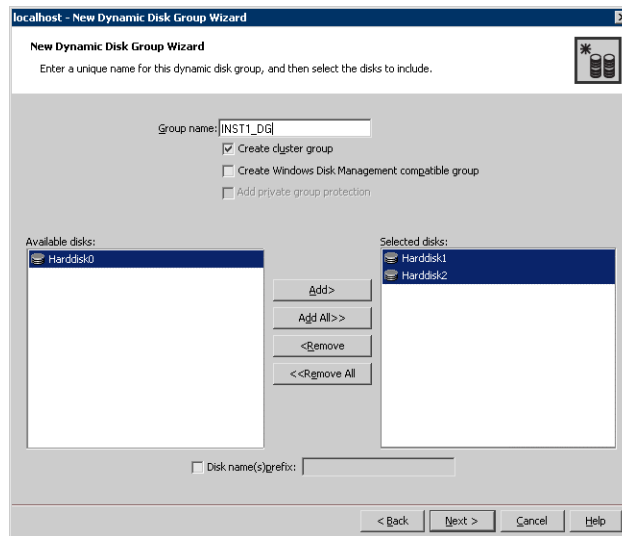 localhost - New Dynamic Disk Group Wizard
New Dynamic Disk Group Wizard
Enter a unique name for this dynamic disk group, and then select the disks to include.
Group name: INST1_DG
Create cluster group
Create Windows Disk Management compatible group
Add private group protection
Available disks:
Selected disks:
Harddisk0
Harddisk1
Harddisk2
Add>
Add All>>
<Remove
<<Remove All
Disk name(s)prefix:
< Back
Next >
Cancel
Help